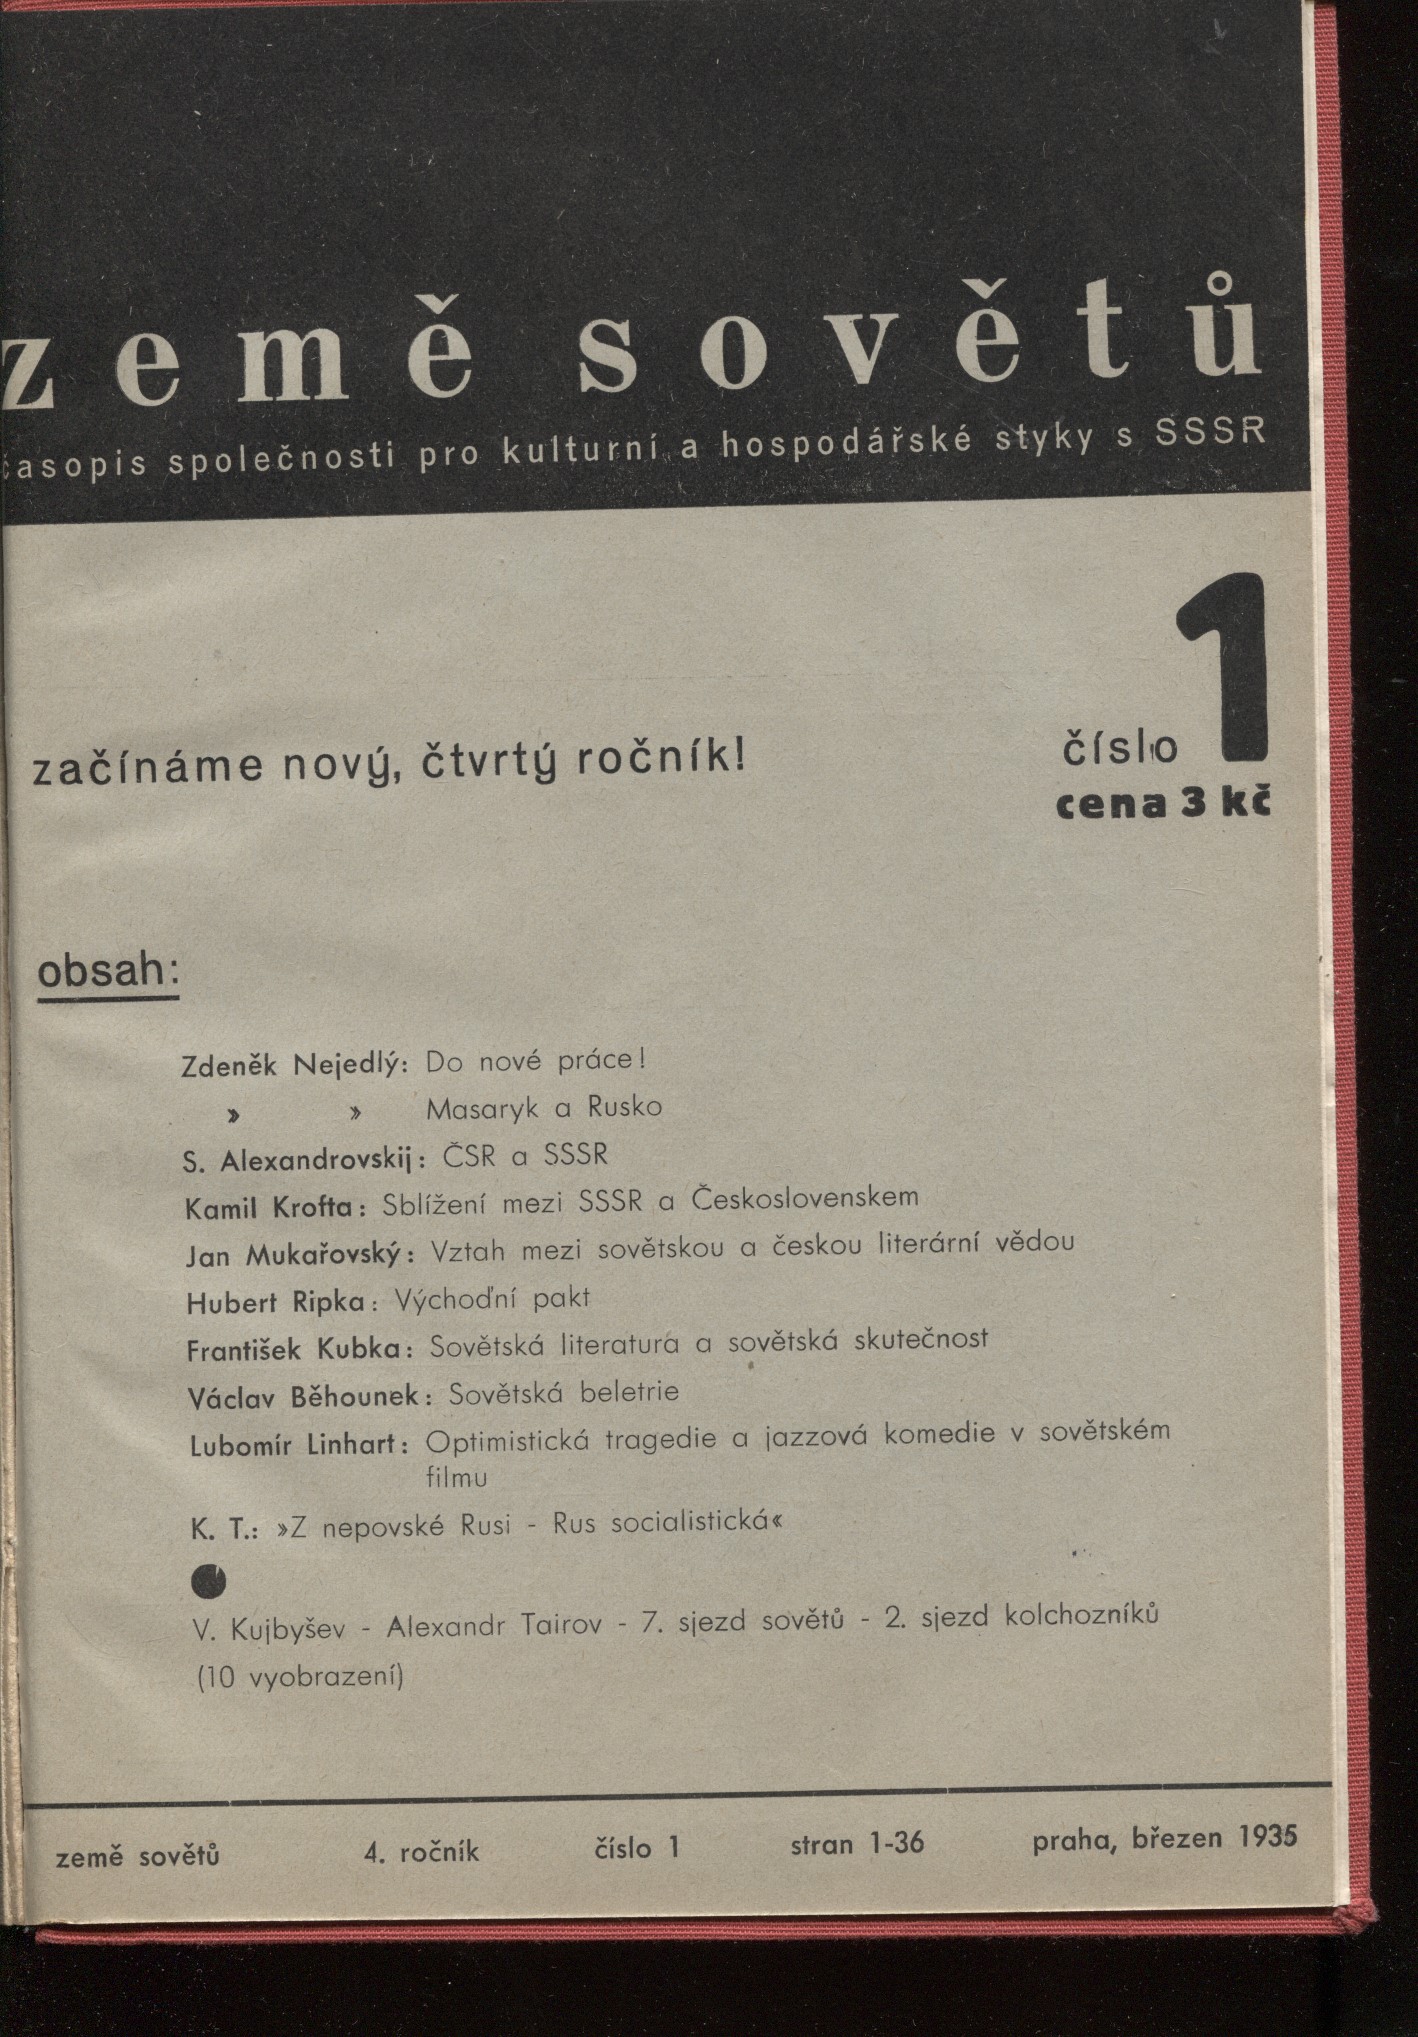 země sovětů
časopis společnosti pro kulturní a hospodářské styky s SSSR
1
začínáme nový, čtvrtý ročník!
číslo
cena 3 kč
obsah:
Zdeněk Nejedlý: Do nové práce!
» » Masaryk a Rusko
S. Alexandrovskij: ČSR a SSSR
Kamil Krofta: Sblížení mezi SSSR a Československem
Jan Mukařovský: Vztah mezi sovětskou a českou literární vědou
Hubert Ripka: Východní pakt
František Kubka: Sovětská literatura a sovětská skutečnost
Václav Běhounek: Sovětská beletrie
Lubomír Linhart: Optimistická tragedie a jazzová komedie v sovětském
filmu
K. T.: »Z nepovské Rusi - Rus socialistická«
V. Kujbyšev - Alexandr Tairov - 7. sjezd sovětů - 2. sjezd kolchozníků
(10 vyobrazení)
země sovětů 4. ročník číslo 1 stran 1-36 praha, březen 1935